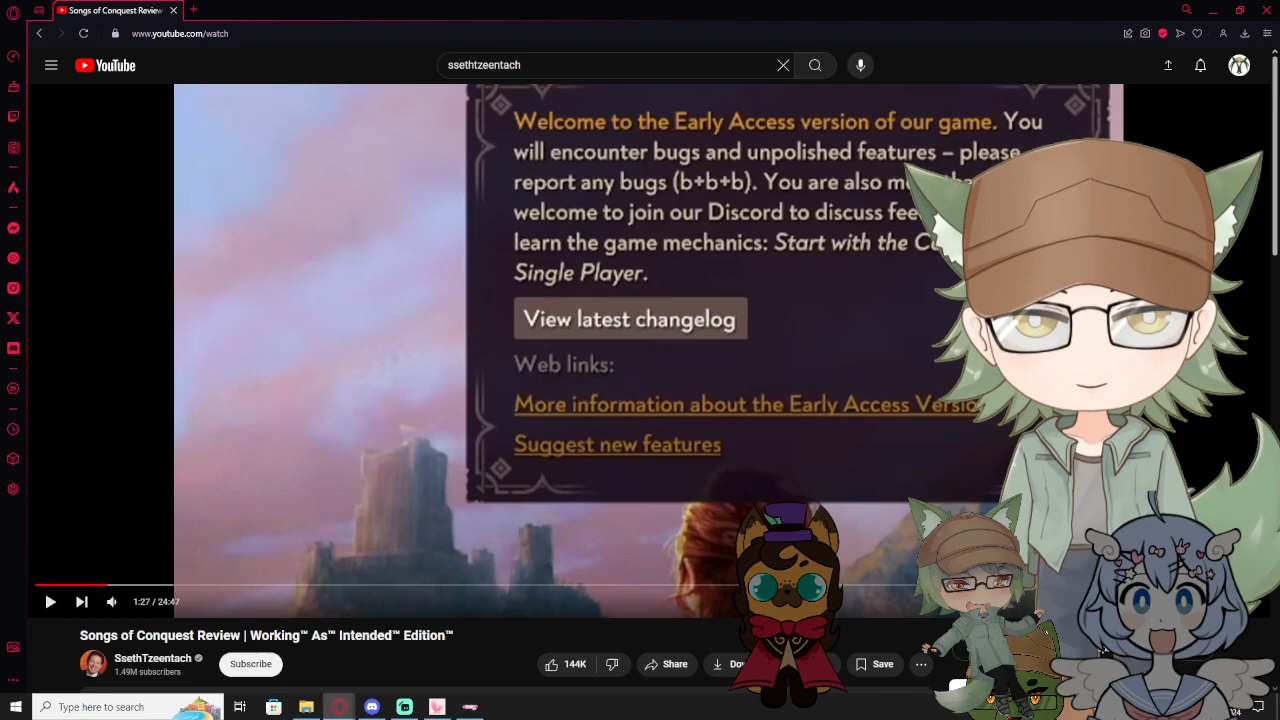 Songs of Conquest Review
www.youtube.com/watch
YouTube
ssethtzeentach
Welcome to the Early Access version of our game. You
will encounter bugs and unpolished features – please
report any bugs (b+b+b). You are also
welcome to join our Discord to discuss
learn the game mechanics: Start with the
Single Player.
View latest changelog
Web links:
More information about the Early Access
Suggest new features
1:27 / 24:47
Songs of Conquest Review | Working™ As™ Intended™ Edition™
SsethTzeentach
1.49M subscribers
Subscribe
144K
Share
Save
Type here to search